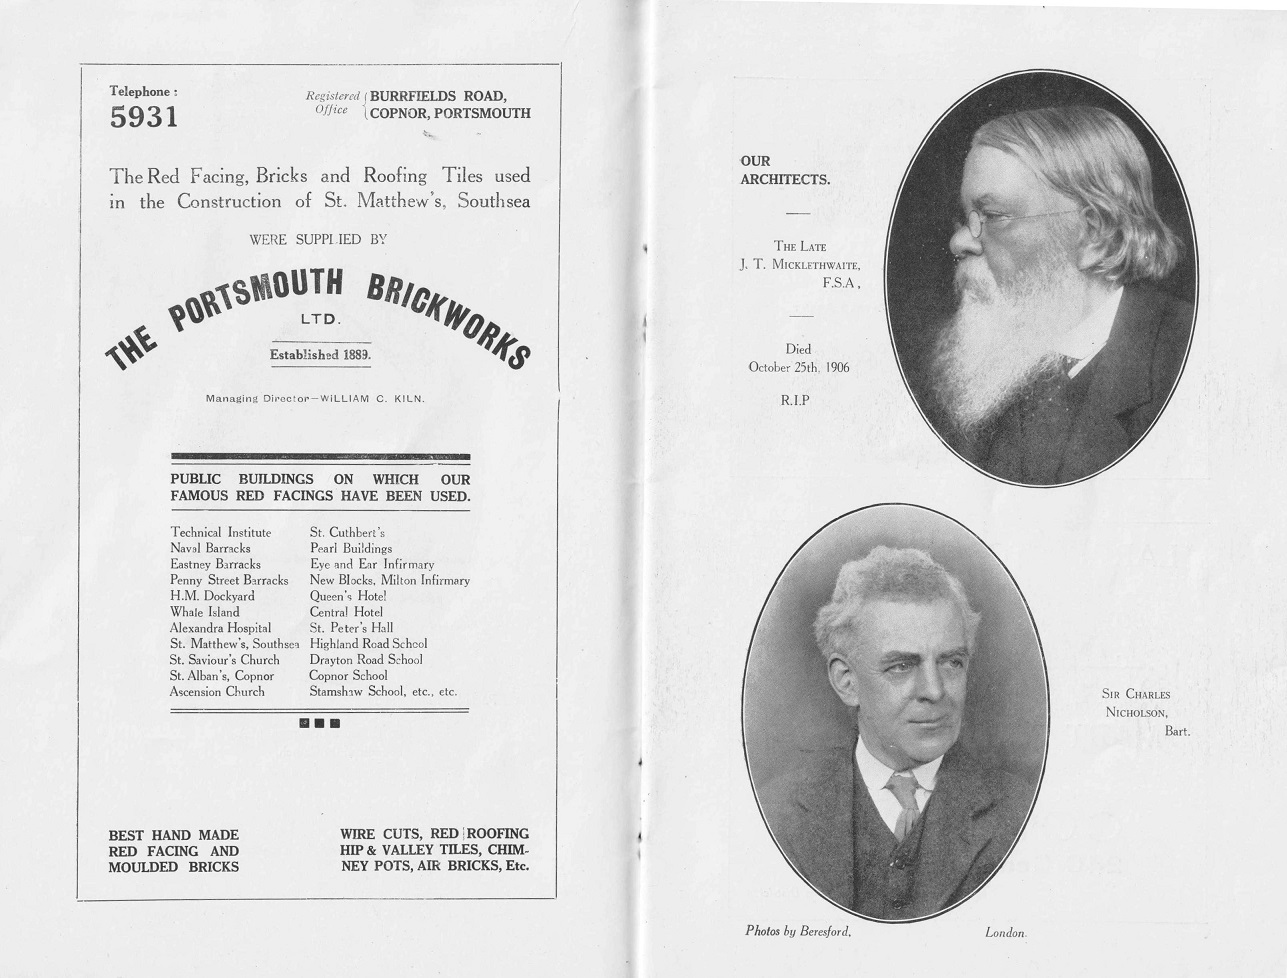 Telephone :
5931
Registered Office
BURRFIELDS ROAD,
COPNOR, PORTSMOUTH
The Red Facing, Bricks and Roofing Tiles used
in the Construction of St. Matthew's, Southsea
WERE SUPPLIED BY
THE PORTSMOUTH BRICKWORKS
LTD.
Established 1889.
Managing Director—WILLIAM C. KILN.
PUBLIC BUILDINGS ON WHICH OUR
FAMOUS RED FACINGS HAVE BEEN USED.
Technical Institute
Naval Barracks
Eastney Barracks
Penny Street Barracks
H.M. Dockyard
Whale Island
Alexandra Hospital
St. Matthew's, Southsea
St. Saviour's Church
St. Alban's, Copnor
Ascension Church
St. Cuthbert's
Pearl Buildings
Eye and Ear Infirmary
New Blocks, Milton Infirmary
Queen's Hotel
Central Hotel
St. Peter's Hall
Highland Road School
Drayton Road School
Copnor School
Stamshaw School, etc., etc.
BEST HAND MADE
RED FACING AND
MOULDED BRICKS
WIRE CUTS, RED ROOFING
HIP & VALLEY TILES, CHIM-
NEY POTS, AIR BRICKS, Etc.
OUR
ARCHITECTS.
THE LATE
J. T. MICKLETHWAITE,
F.S.A,
Died
October 25th, 1906
R.I.P
SIR CHARLES
NICHOLSON,
Bart.
Photos by Beresford, London.